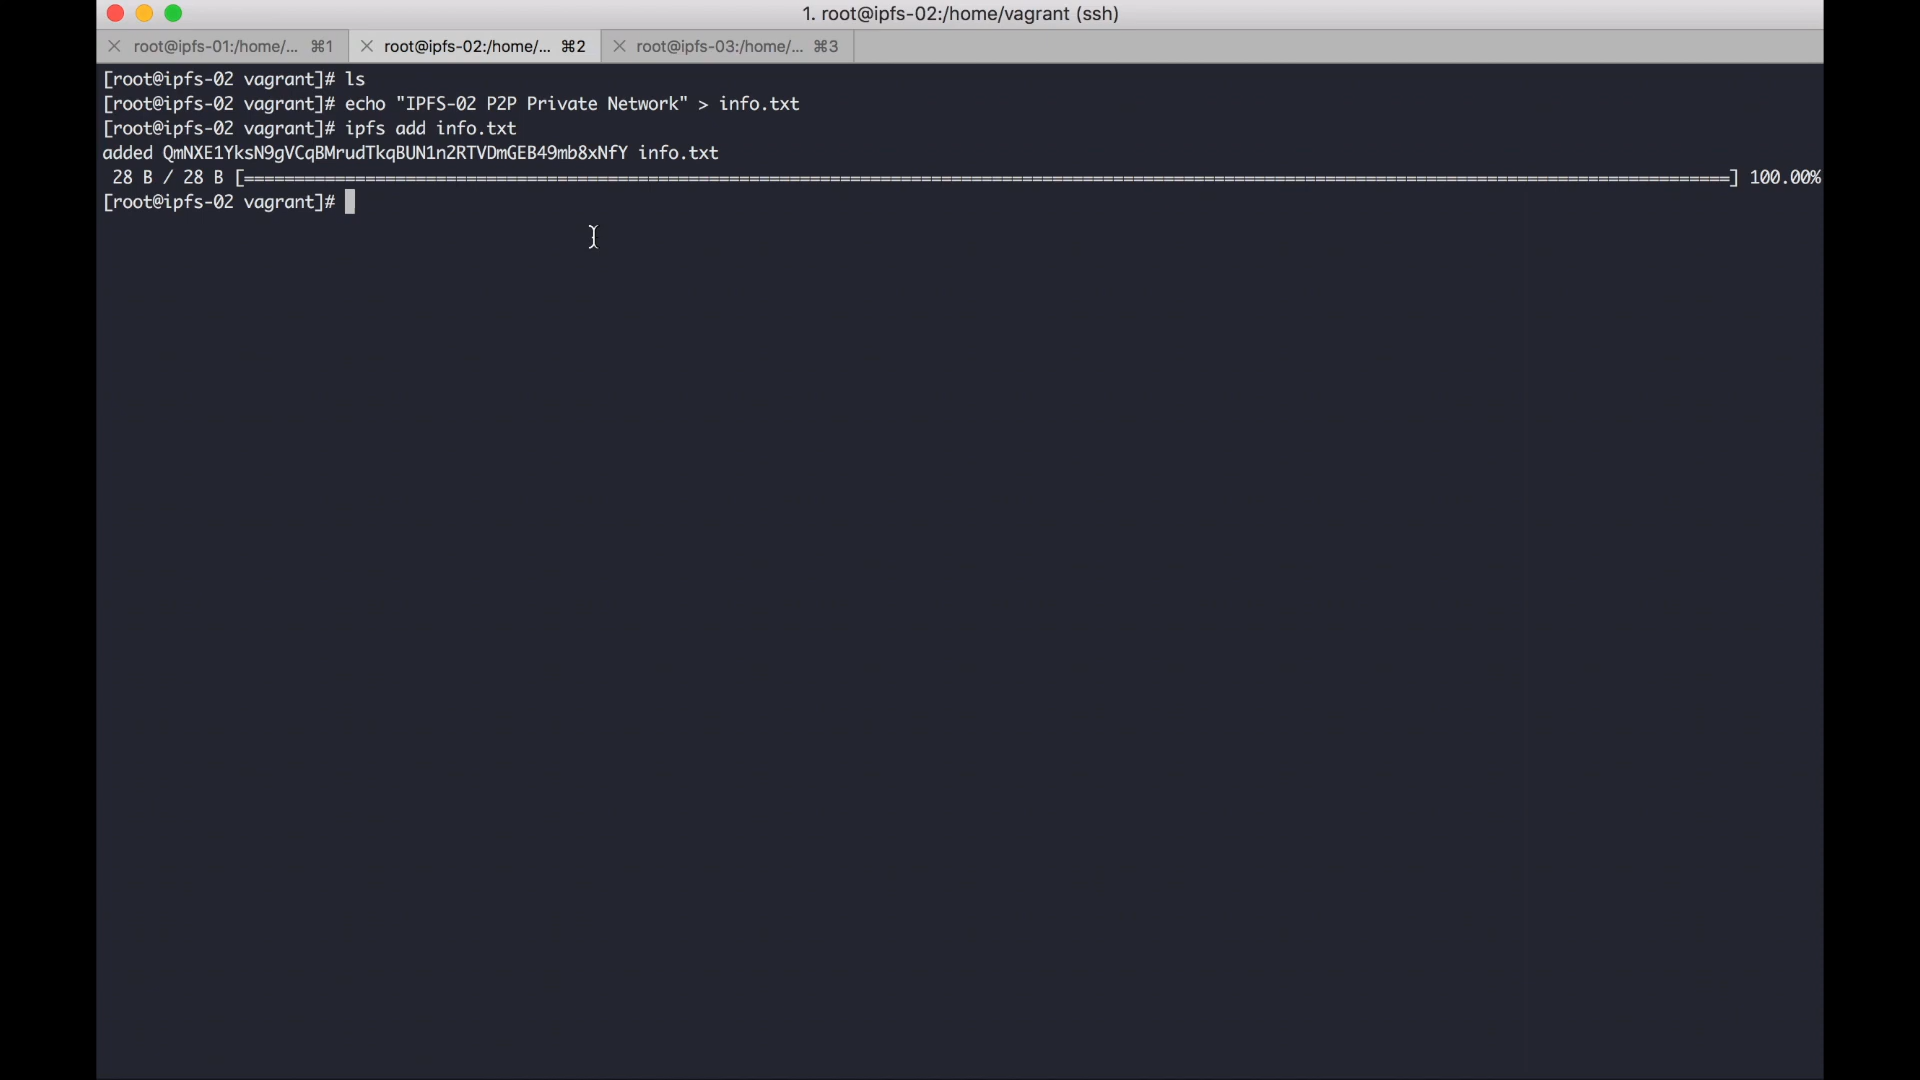 1. root@ipfs-02:/home/vagrant (ssh)
root@ipfs-01:/home/... ⌘1 root@ipfs-02:/home/... ⌘2 root@ipfs-03:/home/... ⌘3
[root@ipfs-02 vagrant]# ls
[root@ipfs-02 vagrant]# echo "IPFS-02 P2P Private Network" > info.txt
[root@ipfs-02 vagrant]# ipfs add info.txt
added QmNXE1YksN9gVCqBMrudTkqBUN1n2RTVDmGEB49mb8xNfY info.txt
28 B / 28 B [===================================================================================================================================================] 100.00%
[root@ipfs-02 vagrant]#